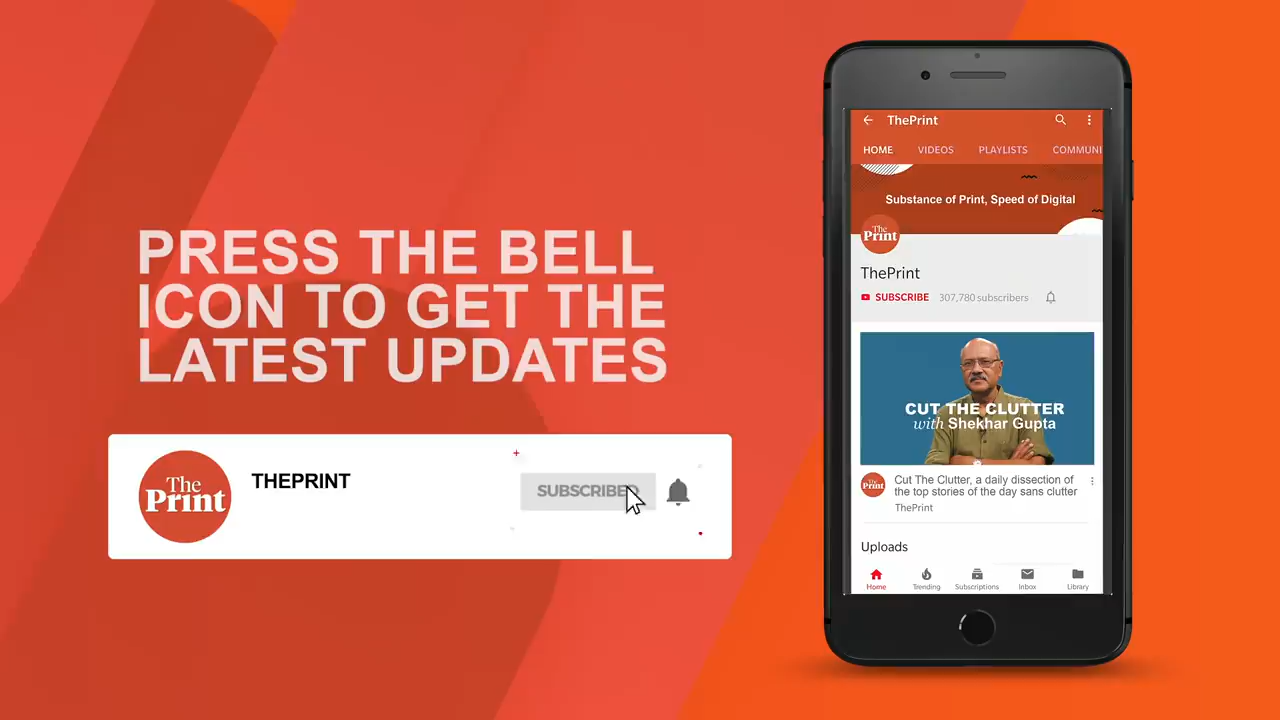 PRESS THE BELL
ICON TO GET THE
LATEST UPDATES
The
Print
THEPRINT
SUBSCRIBED
ThePrint
HOME VIDEOS PLAYLISTS COMMUNI
Substance of Print, Speed of Digital
The
Print
ThePrint
SUBSCRIBE 307,780 subscribers
CUT THE CLUTTER
with Shekhar Gupta
The
Print
Cut The Clutter, a daily dissection of
the top stories of the day sans clutter
ThePrint
Uploads
Home Trending Subscriptions Inbox Library